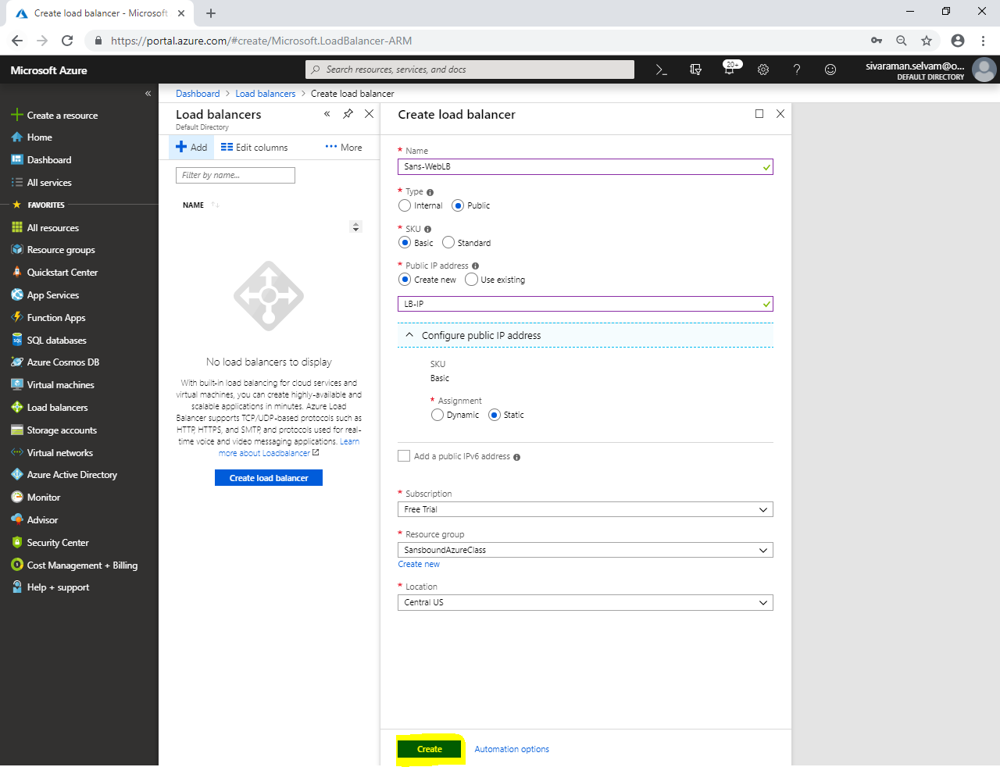 Create load balancer - Microsoft
https://portal.azure.com/#create/Microsoft.LoadBalancer-ARM
Microsoft Azure
Search resources, services, and docs
20+
sivaraman.selvam@o...
DEFAULT DIRECTORY
Create a resource
Home
Dashboard
All services
FAVORITES
All resources
Resource groups
Quickstart Center
App Services
Function Apps
SQL databases
Azure Cosmos DB
Virtual machines
Load balancers
Storage accounts
Virtual networks
Azure Active Directory
Monitor
Advisor
Security Center
Cost Management + Billing
Help + support
Dashboard > Load balancers > Create load balancer
Load balancers
Default Directory
Add
Edit columns
More
Filter by name...
NAME
No load balancers to display
With built-in load balancing for cloud services and
virtual machines, you can create highly-available and
scalable applications in minutes. Azure Load
Balancer supports TCP/UDP-based protocols such as
HTTP, HTTPS, and SMTP, and protocols used for real-
time voice and video messaging applications. Learn
more about Loadbalancer
Create load balancer
Create load balancer
* Name
Sans-WebLB
* Type
Internal Public
* SKU
Basic Standard
* Public IP address
Create new Use existing
LB-IP
Configure public IP address
SKU
Basic
* Assignment
Dynamic Static
Add a public IPv6 address
* Subscription
Free Trial
* Resource group
SansboundAzureClass
Create new
* Location
Central US
Create
Automation options